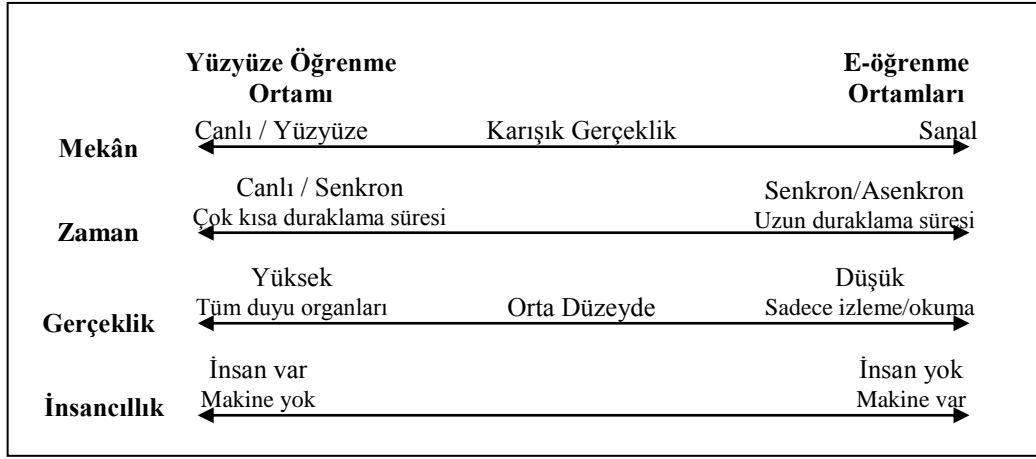 Yüzyüze Öğrenme Ortamı
E-öğrenme Ortamları
Mekân
Canlı / Yüzyüze
Karışık Gerçeklik
Sanal
Zaman
Canlı / Senkron
Çok kısa duraklama süresi
Senkron/Asenkron
Uzun duraklama süresi
Gerçeklik
Yüksek
Tüm duyu organları
Orta Düzeyde
Düşük
Sadece izleme/okuma
İnsancıllık
İnsan var
Makine yok
İnsan yok
Makine var